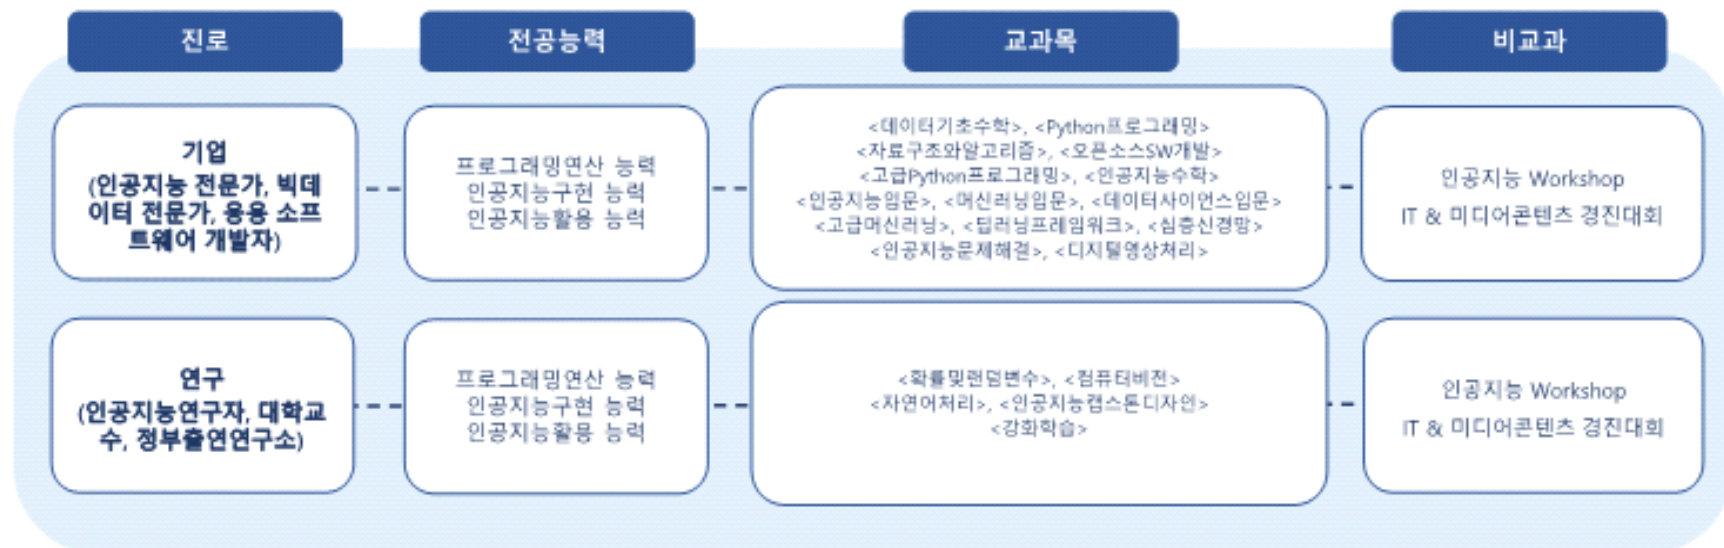 진로
전공능력
교과목
비교과
기업
(인공지능 전문가, 빅데
이터 전문가, 응용 소프
트웨어 개발자)
프로그래밍연산 능력
인공지능구현 능력
인공지능활용 능력
<데이터기초수학>, <Python프로그래밍>
<자료구조와알고리즘>, <오픈소스SW개발>
<고급Python프로그래밍>, <인공지능수학>
<인공지능입문>, <머신러닝입문>, <데이터사이언스입문>
<고급머신러닝>, <딥러닝프레임워크>, <심층신경망>
<인공지능문제해결>, <디지털영상처리>
인공지능 Workshop
IT & 미디어콘텐츠 경진대회
연구
(인공지능연구자, 대학교
수, 정부출연연구소)
프로그래밍연산 능력
인공지능구현 능력
인공지능활용 능력
<확률및랜덤변수>, <컴퓨터비전>
<자연어처리>, <인공지능캡스톤디자인>
<강화학습>
인공지능 Workshop
IT & 미디어콘텐츠 경진대회